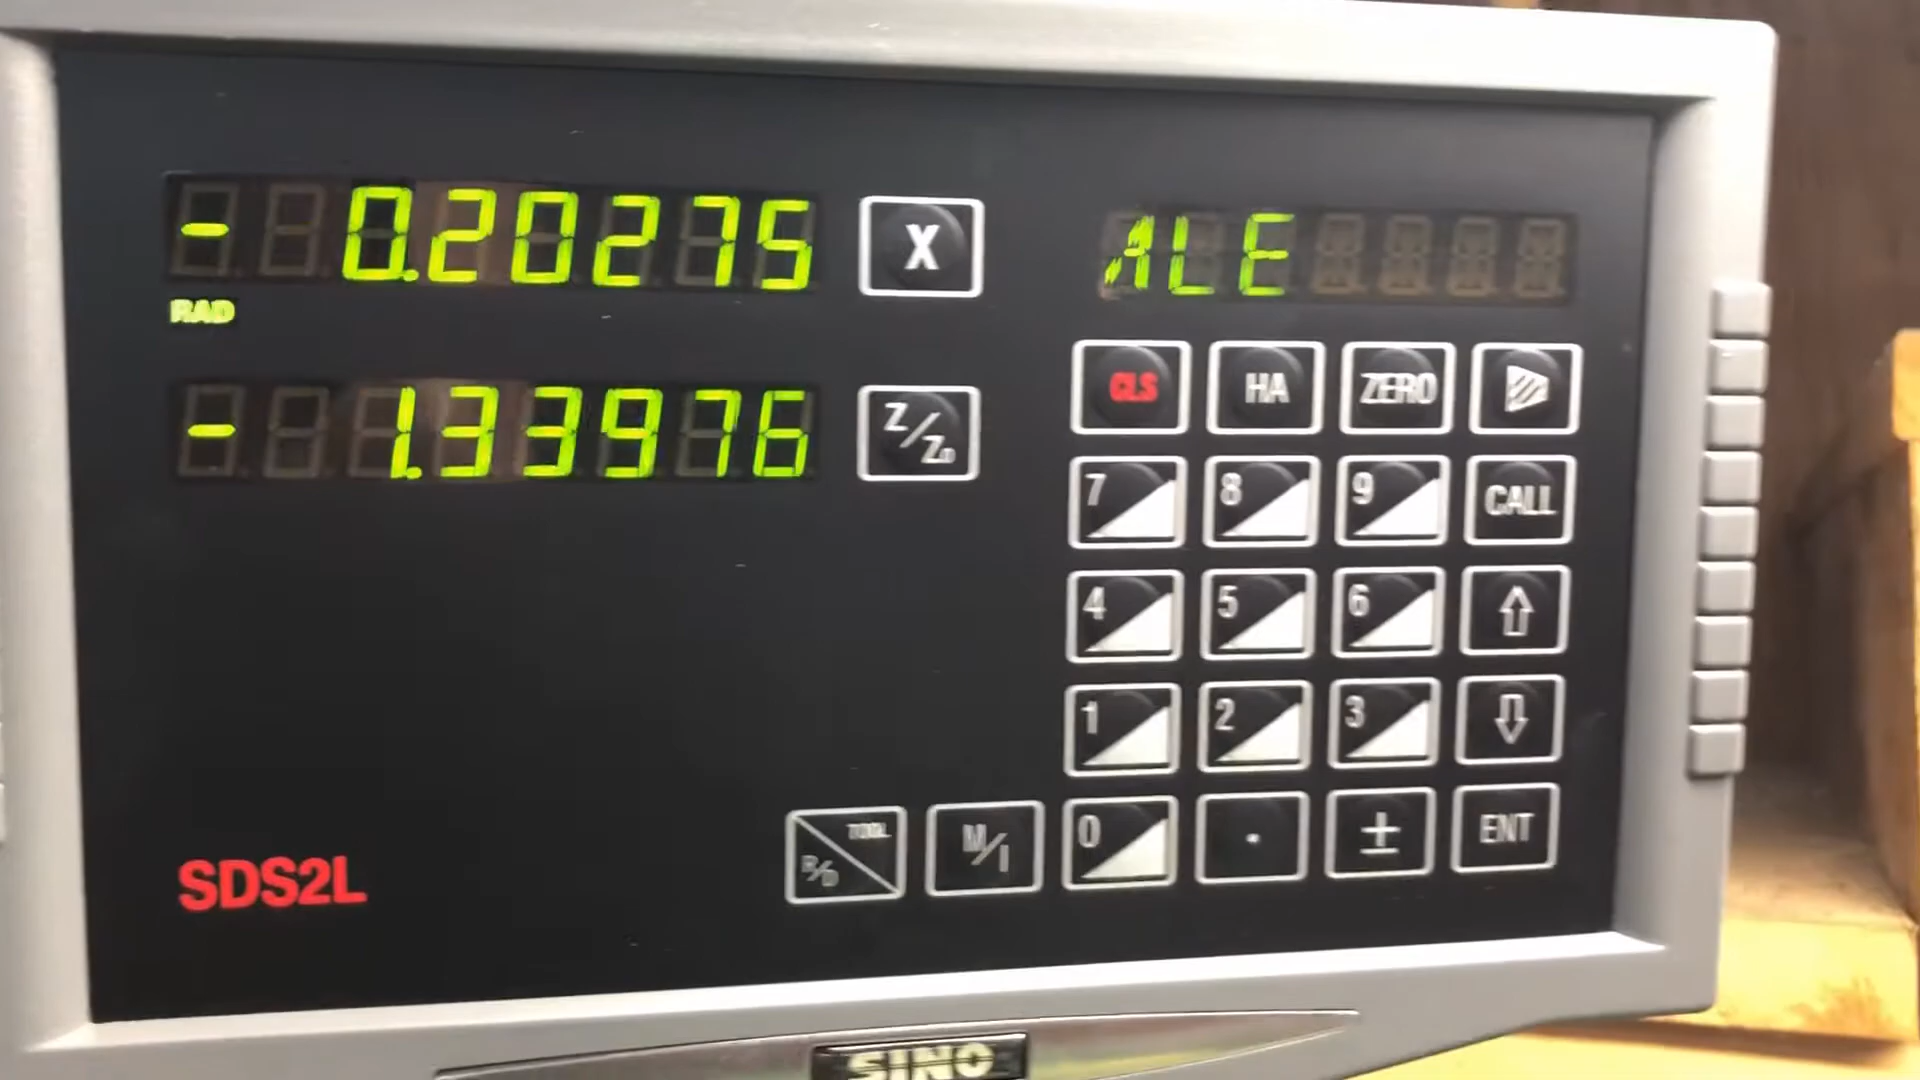 - 0.20275
X
ALE
RAD
- 1.33976
Z/Z₀
CLS
HA
ZERO
7
8
9
CALL
4
5
6
1
2
3
TOOL
R/D
M/I
0
.
±
ENT
SDS2L
SINO